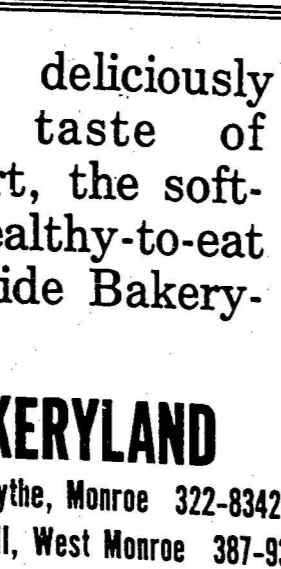 deliciously
taste of
rt, the soft-
ealthy-to-eat
ide Bakery-
KERYLAND
ythe, Monroe 322-8342
ll, West Monroe 387-9